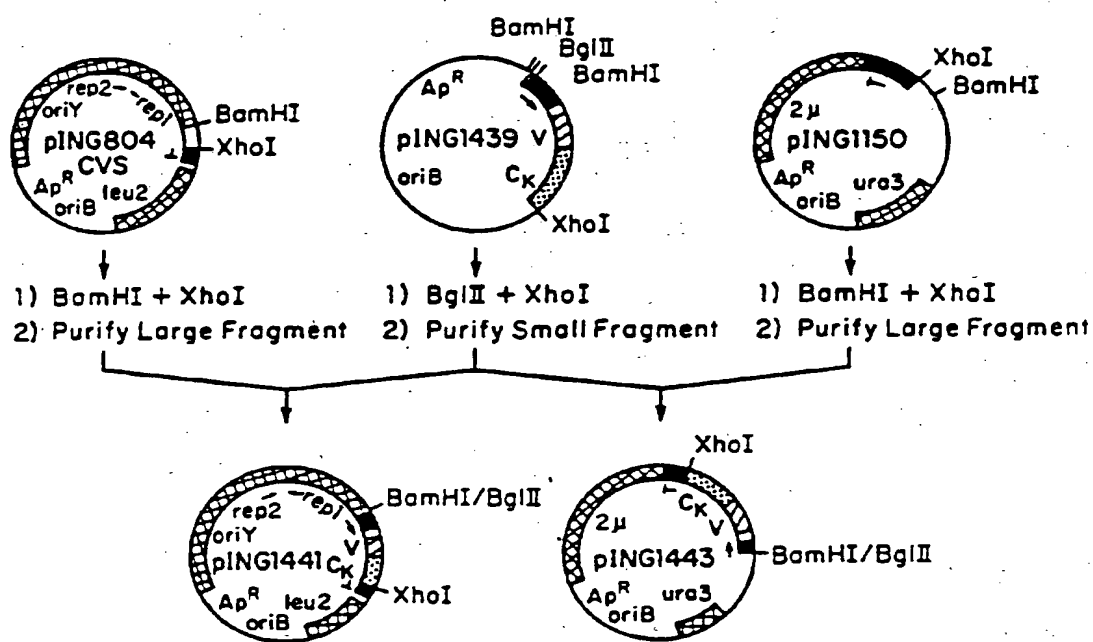 rep2
rep1
oriY
pING804
CVS
Ap^R
leu2
oriB
BamHI
XhoI
BamHI
BglII
BamHI
Ap^R
pING1439
V
oriB
Cκ
XhoI
XhoI
BamHI
2μ
pING1150
Ap^R
ura3
oriB
1) BamHI + XhoI
2) Purify Large Fragment
1) BglII + XhoI
2) Purify Small Fragment
1) BamHI + XhoI
2) Purify Large Fragment
rep2
rep1
oriY
V
pING1441
Cκ
Ap^R
leu2
oriB
BamHI/BglII
XhoI
XhoI
Cκ
V
2μ
pING1443
Ap^R
ura3
oriB
BamHI/BglII